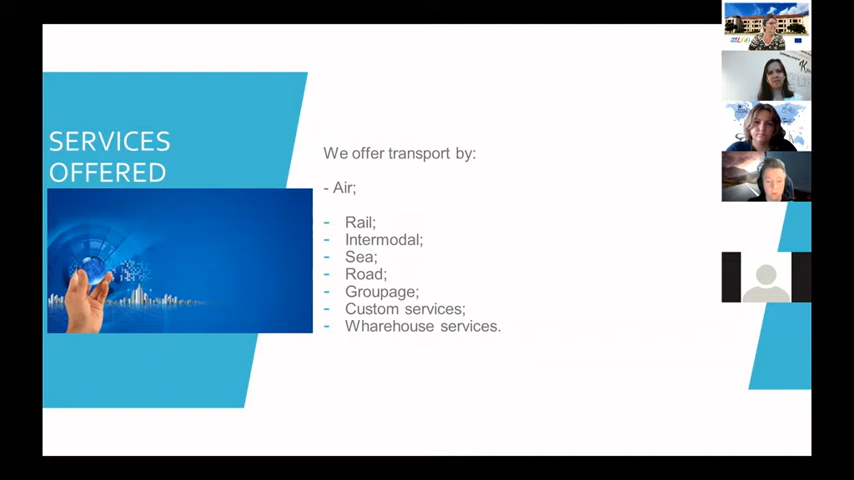 SERVICES
OFFERED
We offer transport by:
- Air;
- Rail;
- Intermodal;
- Sea;
- Road;
- Groupage;
- Custom services;
- Wharehouse services.